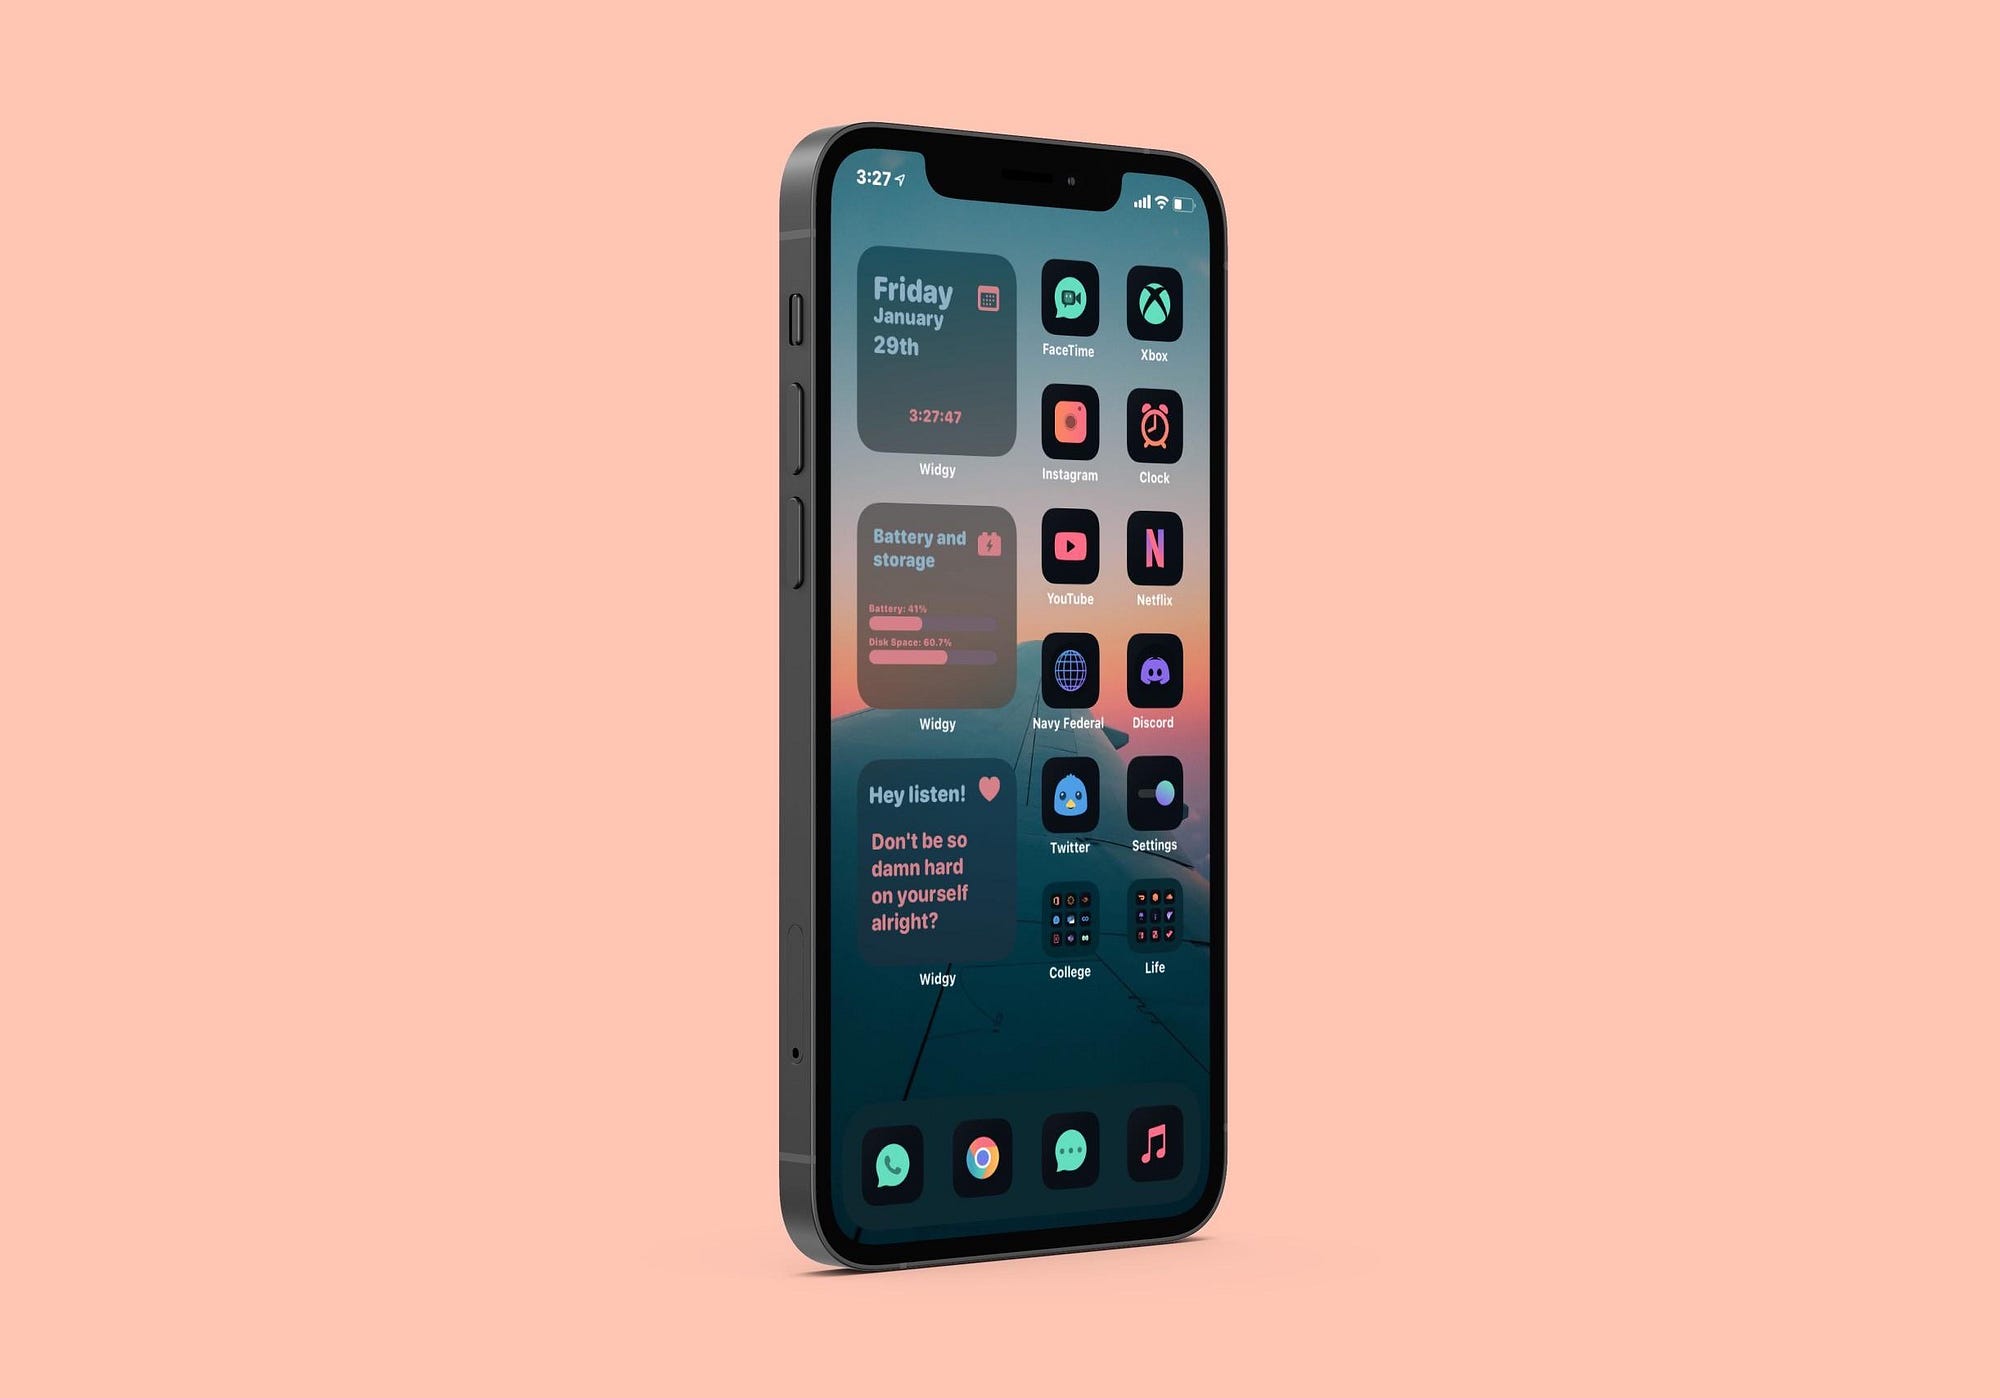 3:27
Friday
January
29th
3:27:47
Widgy
FaceTime
Xbox
Instagram
Clock
Battery and
storage
Battery: 41%
Disk Space: 60.7%
Widgy
YouTube
Netflix
Navy Federal
Discord
Hey listen!
Don't be so
damn hard
on yourself
alright?
Widgy
Twitter
Settings
College
Life